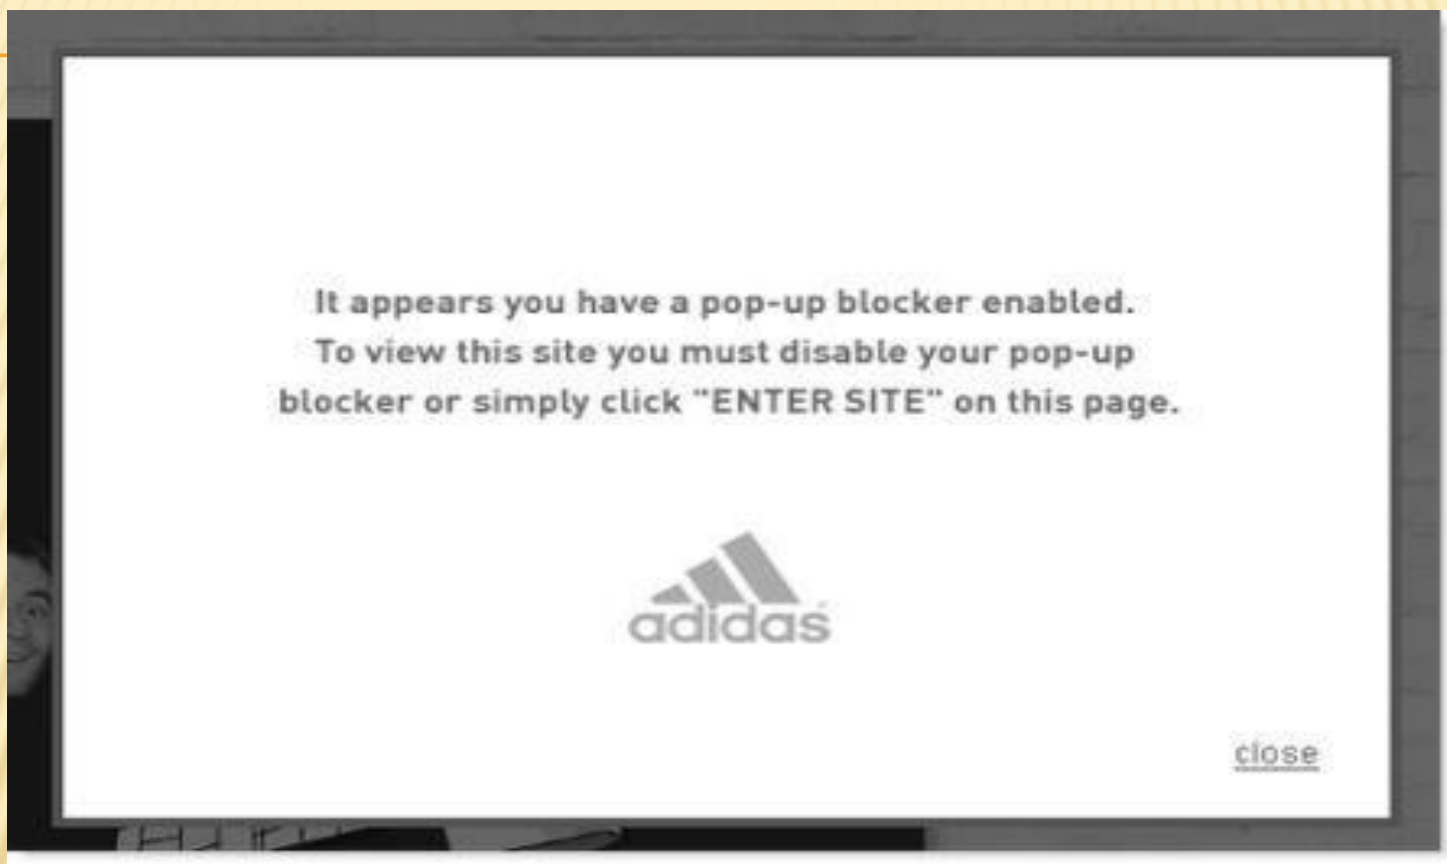 It appears you have a pop-up blocker enabled.
To view this site you must disable your pop-up
blocker or simply click "ENTER SITE" on this page.
adidas
close